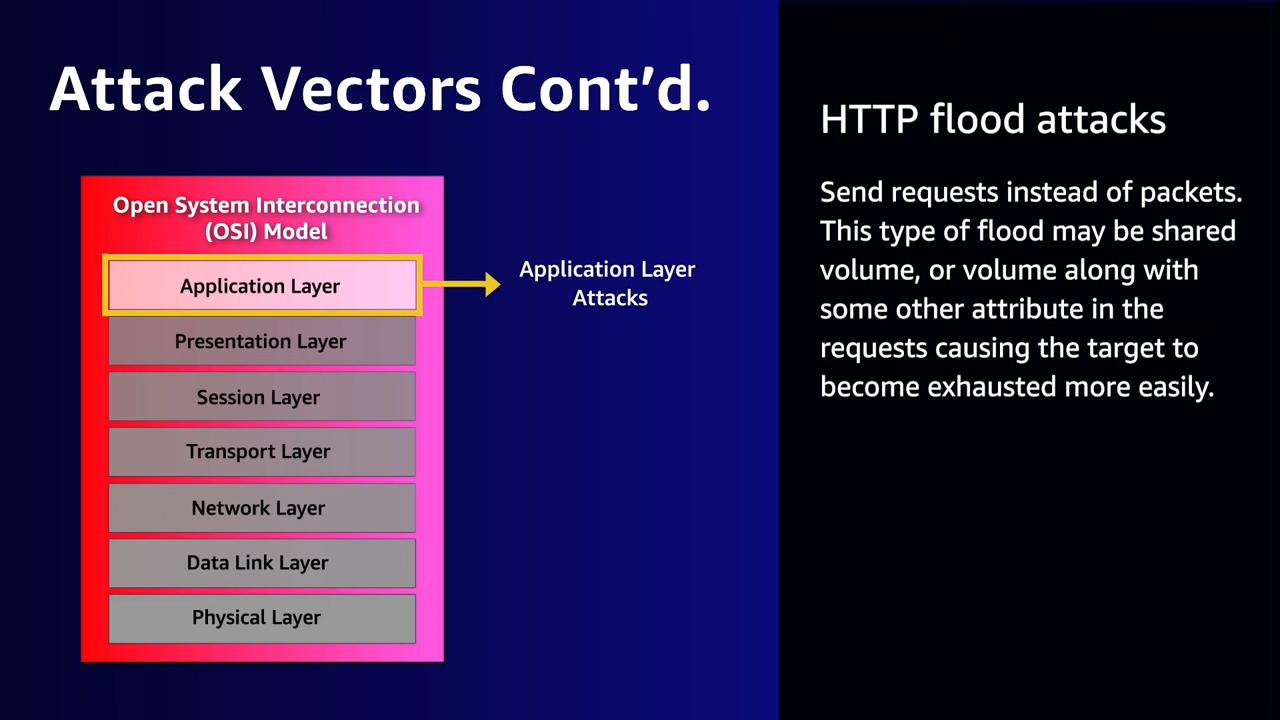 Attack Vectors Cont’d.
Open System Interconnection
(OSI) Model
Application Layer
Presentation Layer
Session Layer
Transport Layer
Network Layer
Data Link Layer
Physical Layer
Application Layer
Attacks
HTTP flood attacks
Send requests instead of packets.
This type of flood may be shared
volume, or volume along with
some other attribute in the
requests causing the target to
become exhausted more easily.